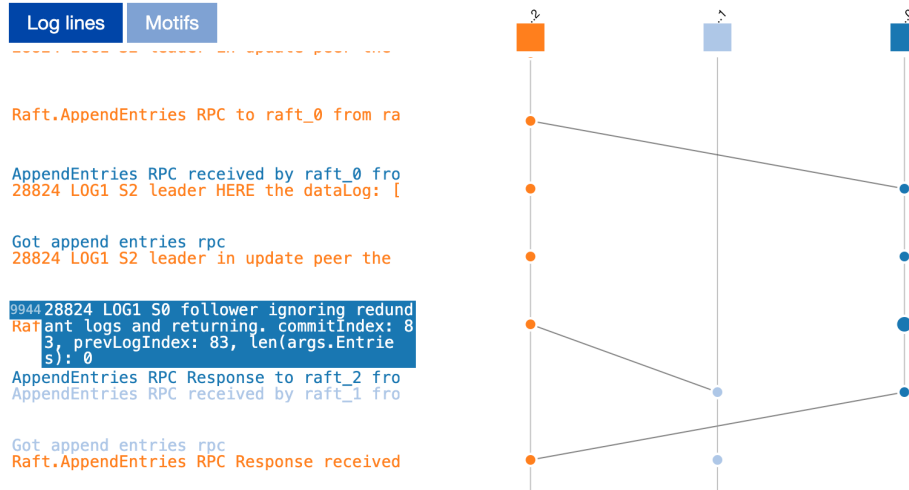 Log lines
Motifs
..2
..1
Raft.AppendEntries RPC to raft_0 from ra
AppendEntries RPC received by raft_0 fro
28824 LOG1 S2 leader HERE the dataLog: [
Got append entries rpc
28824 LOG1 S2 leader in update peer the
9944 28824 LOG1 S0 follower ignoring redund
ant logs and returning. commitIndex: 8
3, prevLogIndex: 83, len(args.Entrie
s): 0
Raf
AppendEntries RPC Response to raft_2 fro
AppendEntries RPC received by raft_1 fro
Got append entries rpc
Raft.AppendEntries RPC Response received